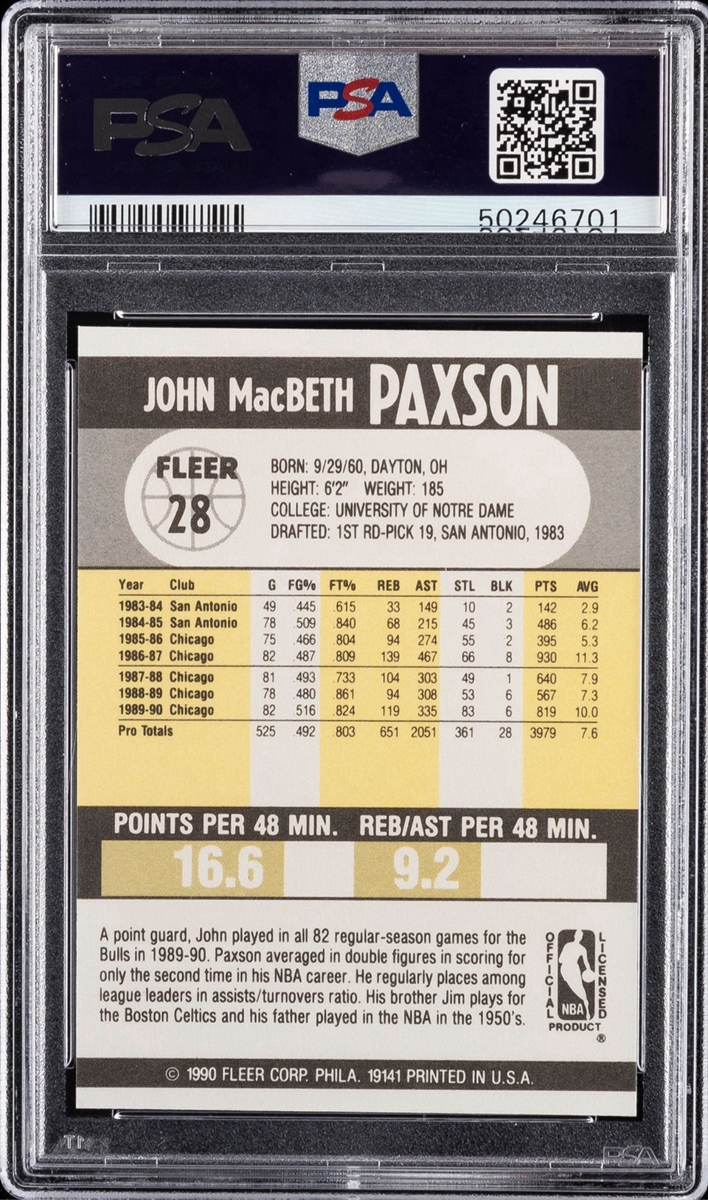 PSA
PSA
50246701
JOHN MacBETH PAXSON
FLEER
28
BORN: 9/29/60, DAYTON, OH
HEIGHT: 6'2" WEIGHT: 185
COLLEGE: UNIVERSITY OF NOTRE DAME
DRAFTED: 1ST RD-PICK 19, SAN ANTONIO, 1983
Year Club G FG% FT% REB AST STL BLK PTS AVG
1983-84 San Antonio 49 .445 .615 33 149 10 2 142 2.9
1984-85 San Antonio 78 .509 .840 68 215 45 3 486 6.2
1985-86 Chicago 75 .466 .804 94 274 55 2 395 5.3
1986-87 Chicago 82 .487 .809 139 467 66 8 930 11.3
1987-88 Chicago 81 .493 .733 104 303 49 1 640 7.9
1988-89 Chicago 78 .480 .861 94 308 53 6 567 7.3
1989-90 Chicago 82 .516 .824 119 335 83 6 819 10.0
Pro Totals 525 .492 .803 651 2051 361 28 3979 7.6
POINTS PER 48 MIN. REB/AST PER 48 MIN.
16.6 9.2
A point guard, John played in all 82 regular-season games for the
Bulls in 1989-90. Paxson averaged in double figures in scoring for
only the second time in his NBA career. He regularly places among
league leaders in assists/turnovers ratio. His brother Jim plays for
the Boston Celtics and his father played in the NBA in the 1950's.
OFFICIAL
NBA
LICENSED
PRODUCT
®
© 1990 FLEER CORP. PHILA. 19141 PRINTED IN U.S.A.
PSA